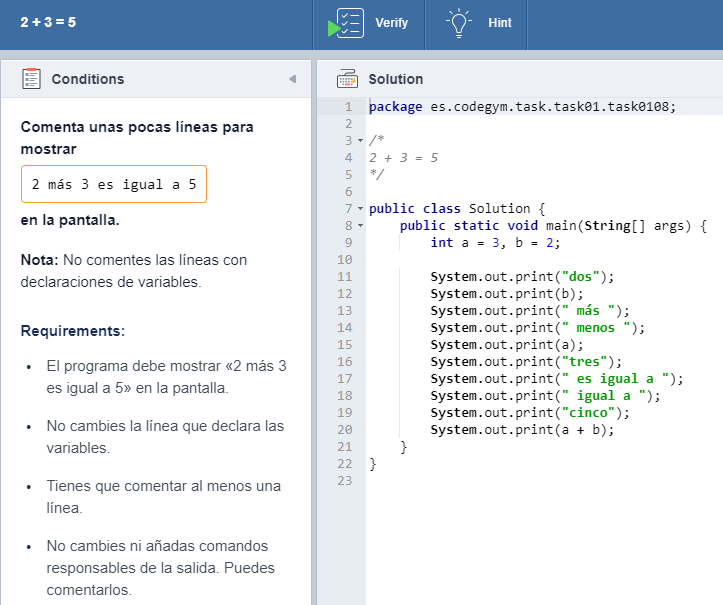 2 + 3 = 5
Verify
Hint
Conditions
Comenta unas pocas líneas para
mostrar
2 más 3 es igual a 5
en la pantalla.
Nota: No comentes las líneas con
declaraciones de variables.
Requirements:
• El programa debe mostrar «2 más 3
es igual a 5» en la pantalla.
• No cambies la línea que declara las
variables.
• Tienes que comentar al menos una
línea.
• No cambies ni añadas comandos
responsables de la salida. Puedes
comentarlos.
Solution
1 package es.codegym.task.task01.task0108;
2
3 /*
4 2 + 3 = 5
5 */
6
7 public class Solution {
8     public static void main(String[] args) {
9         int a = 3, b = 2;
10
11         System.out.print("dos");
12         System.out.print(b);
13         System.out.print(" más ");
14         System.out.print(" menos ");
15         System.out.print(a);
16         System.out.print("tres");
17         System.out.print(" es igual a ");
18         System.out.print(" igual a ");
19         System.out.print("cinco");
20         System.out.print(a + b);
21     }
22 }
23